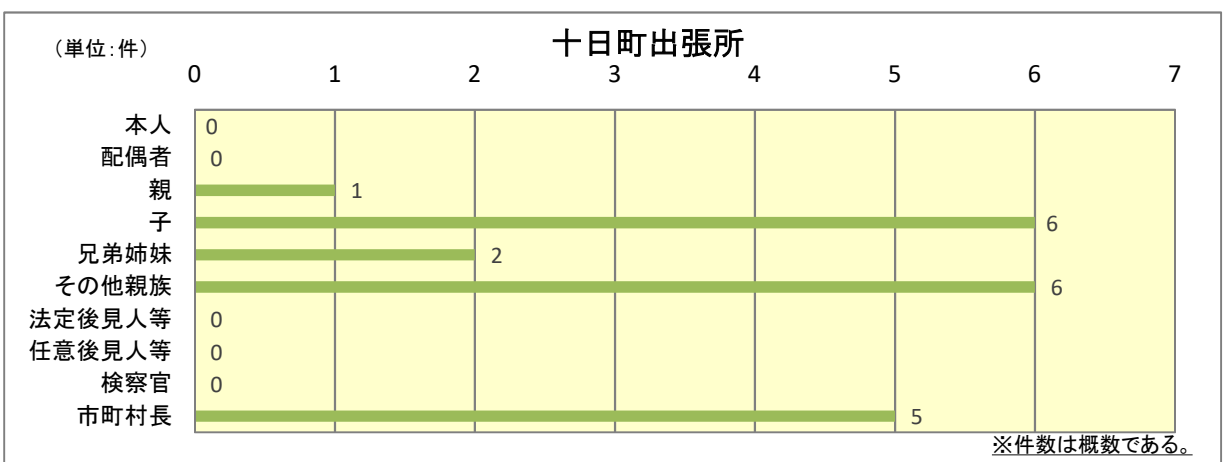 十日町出張所
（単位:件）
0 1 2 3 4 5 6 7
本人 0
配偶者 0
親 1
子 6
兄弟姉妹 2
その他親族 6
法定後見人等 0
任意後見人等 0
検察官 0
市町村長 5
※件数は概数である。